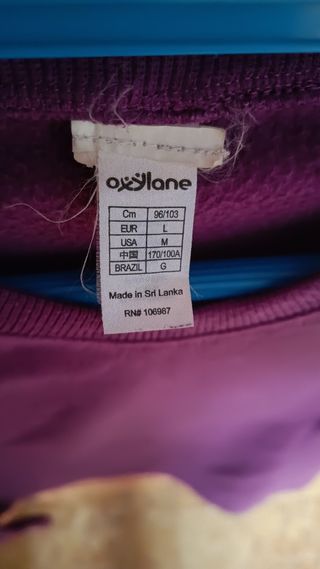 oxylane
Cm 96/103
EUR L
USA M
中国 170/100A
BRAZIL G
Made in Sri Lanka
RN# 106987